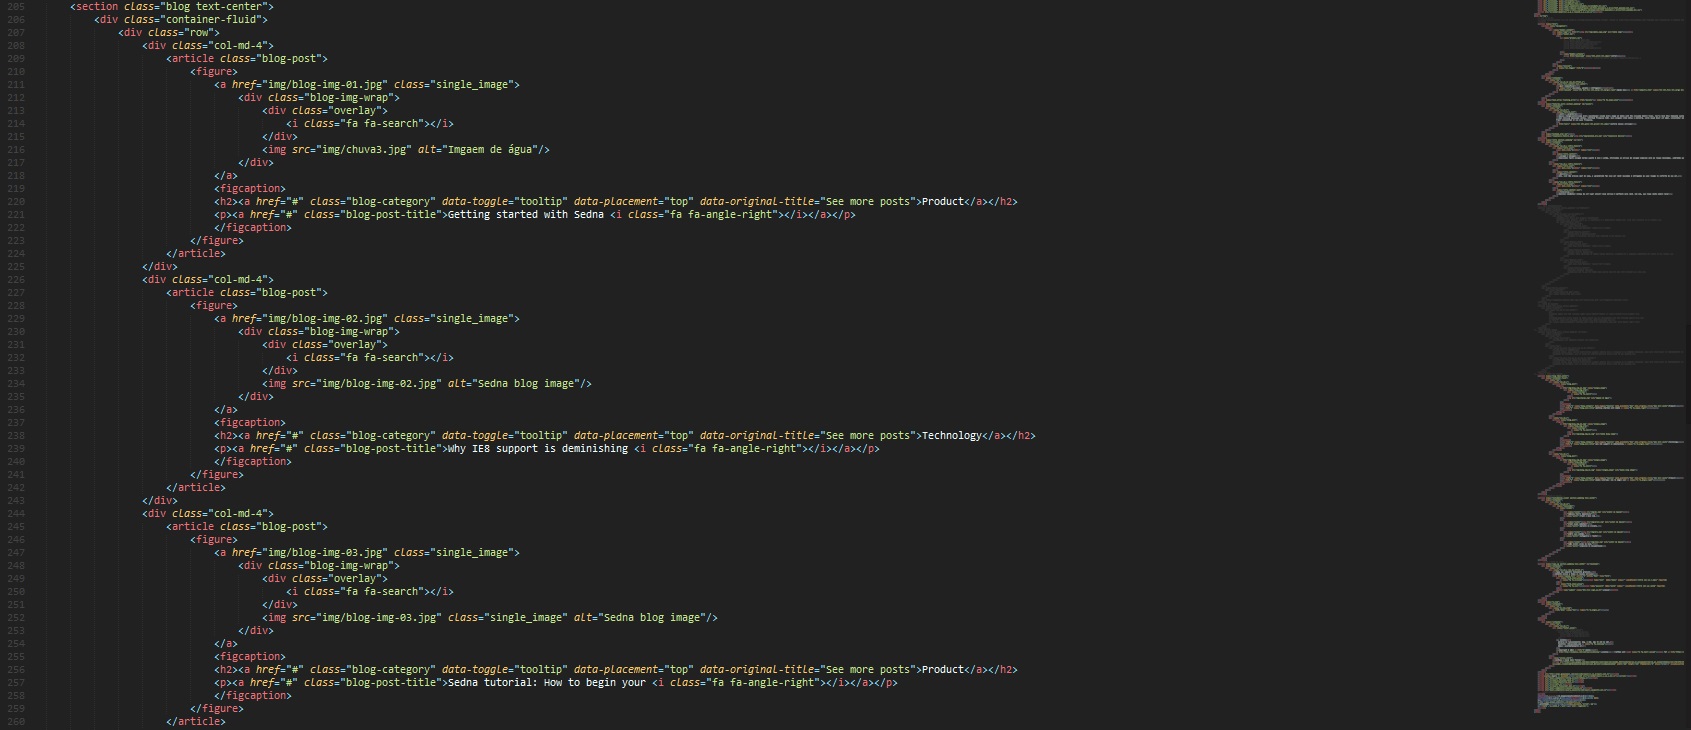 205 <section class="blog text-center">
206 <div class="container-fluid">
207 <div class="row">
208 <div class="col-md-4">
209 <article class="blog-post">
210 <figure>
211 <a href="img/blog-img-01.jpg" class="single_image">
212 <div class="blog-img-wrap">
213 <div class="overlay">
214 <i class="fa fa-search"></i>
215 </div>
216 <img src="img/chuva3.jpg" alt="Imgaem de água"/>
217 </div>
218 </a>
219 <figcaption>
220 <h2><a href="#" class="blog-category" data-toggle="tooltip" data-placement="top" data-original-title="See more posts">Product</a></h2>
221 <p><a href="#" class="blog-post-title">Getting started with Sedna <i class="fa fa-angle-right"></i></a></p>
222 </figcaption>
223 </figure>
224 </article>
225 </div>
226 <div class="col-md-4">
227 <article class="blog-post">
228 <figure>
229 <a href="img/blog-img-02.jpg" class="single_image">
230 <div class="blog-img-wrap">
231 <div class="overlay">
232 <i class="fa fa-search"></i>
233 </div>
234 <img src="img/blog-img-02.jpg" alt="Sedna blog image"/>
235 </div>
236 </a>
237 <figcaption>
238 <h2><a href="#" class="blog-category" data-toggle="tooltip" data-placement="top" data-original-title="See more posts">Technology</a></h2>
239 <p><a href="#" class="blog-post-title">Why IE8 support is deminishing <i class="fa fa-angle-right"></i></a></p>
240 </figcaption>
241 </figure>
242 </article>
243 </div>
244 <div class="col-md-4">
245 <article class="blog-post">
246 <figure>
247 <a href="img/blog-img-03.jpg" class="single_image">
248 <div class="blog-img-wrap">
249 <div class="overlay">
250 <i class="fa fa-search"></i>
251 </div>
252 <img src="img/blog-img-03.jpg" class="single_image" alt="Sedna blog image"/>
253 </div>
254 </a>
255 <figcaption>
256 <h2><a href="#" class="blog-category" data-toggle="tooltip" data-placement="top" data-original-title="See more posts">Product</a></h2>
257 <p><a href="#" class="blog-post-title">Sedna tutorial: How to begin your <i class="fa fa-angle-right"></i></a></p>
258 </figcaption>
259 </figure>
260 </article>